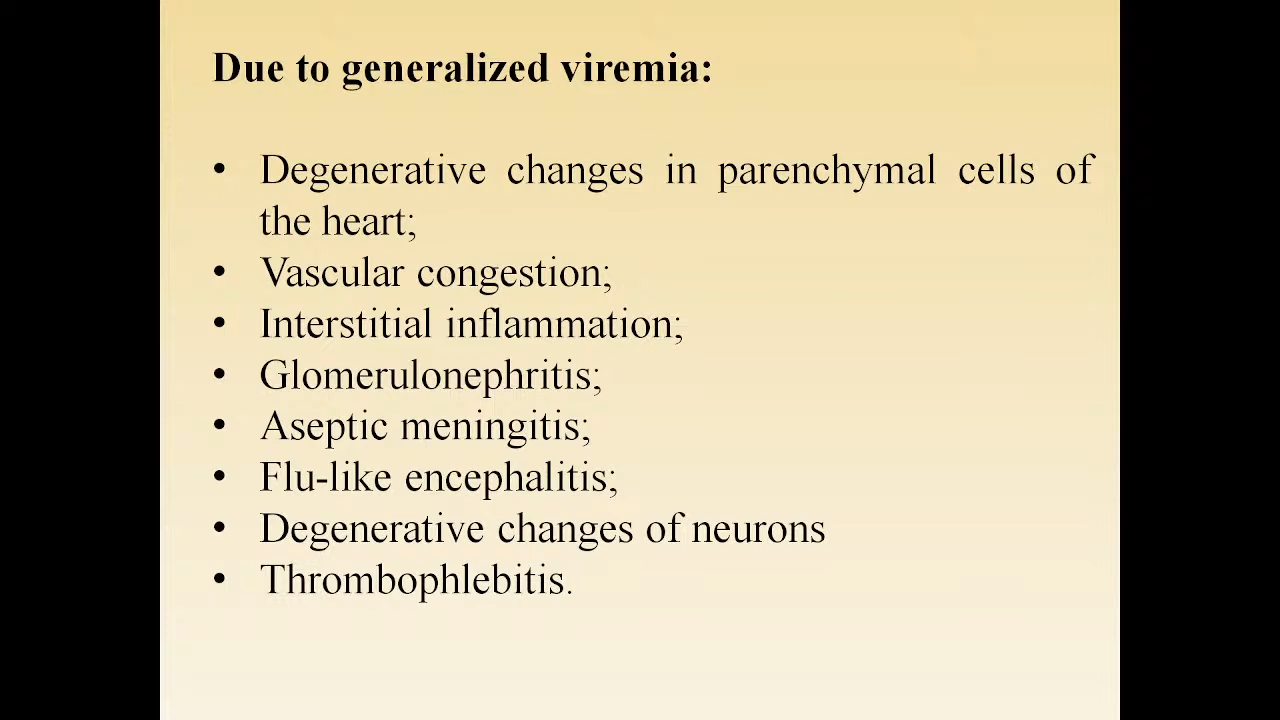 Due to generalized viremia:
• Degenerative changes in parenchymal cells of
the heart;
• Vascular congestion;
• Interstitial inflammation;
• Glomerulonephritis;
• Aseptic meningitis;
• Flu-like encephalitis;
• Degenerative changes of neurons
• Thrombophlebitis.